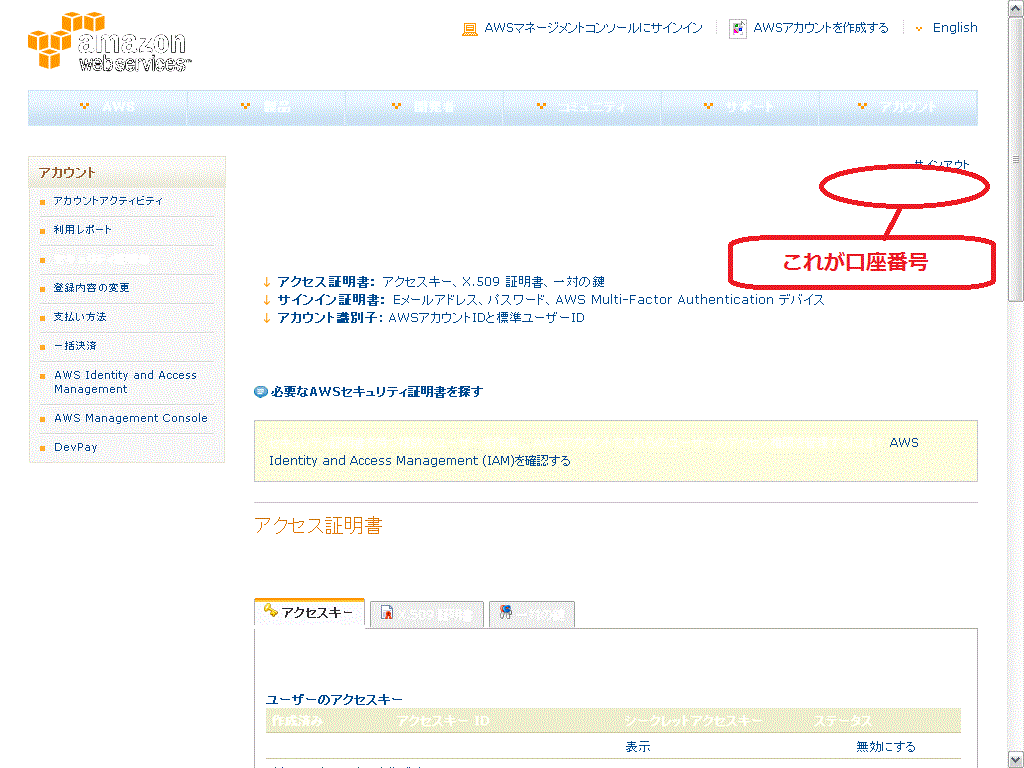 amazon
webservices™
AWSマネージメントコンソールにサインイン
AWSアカウントを作成する
English
AWS
製品
開発者
コミュニティ
サポート
アカウント
サインアウト
これが口座番号
アカウント
アカウントアクティビティ
利用レポート
登録内容の変更
支払い方法
一括決済
AWS Identity and Access
Management
AWS Management Console
DevPay
アクセス証明書: アクセスキー、X.509 証明書、一対の鍵
サインイン証明書: Eメールアドレス、パスワード、AWS Multi-Factor Authentication デバイス
アカウント識別子: AWSアカウントIDと標準ユーザーID
必要なAWSセキュリティ証明書を探す
AWS
Identity and Access Management (IAM)を確認する
アクセス証明書
アクセスキー
X.509 証明書
一対の鍵
ユーザーのアクセスキー
作成済み アクセスキー ID シークレットアクセスキー ステータス
表示 無効にする